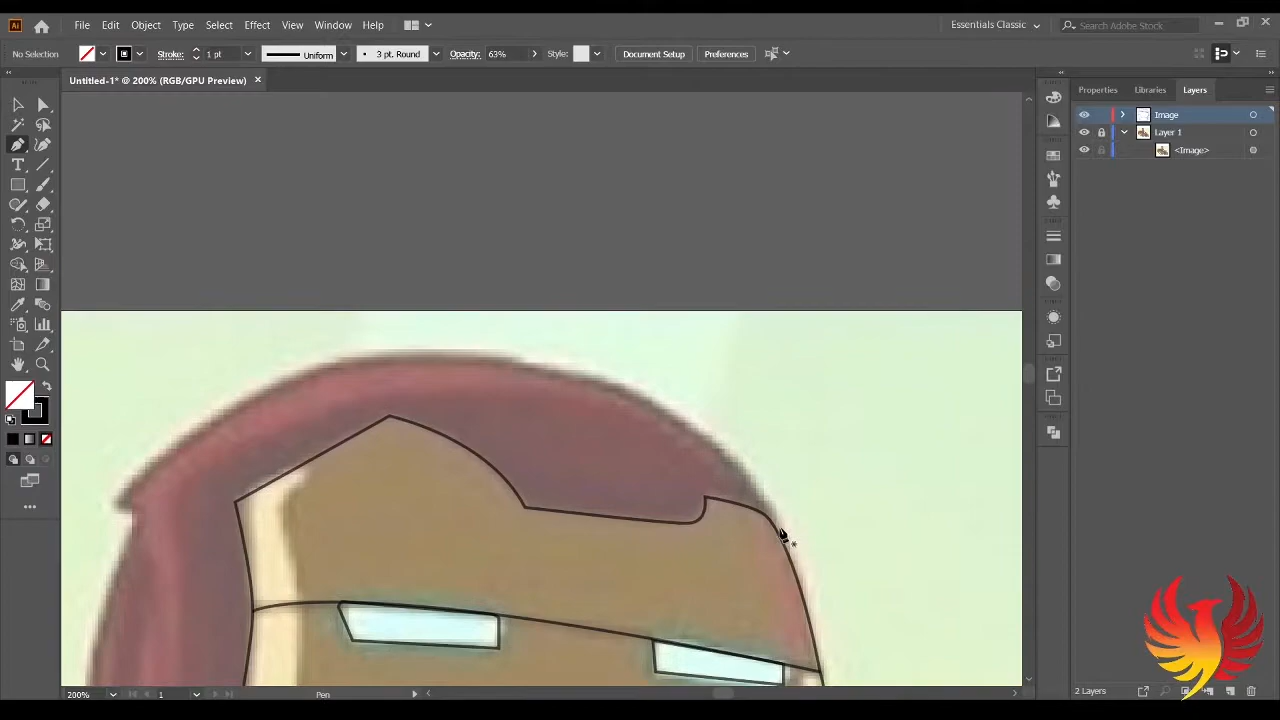 Ai File Edit Object Type Select Effect View Window Help Essentials Classic Search Adobe Stock
No Selection Stroke: 1 pt Uniform 3 pt. Round Opacity: 63% Style: Document Setup Preferences
Untitled-1* @ 200% (RGB/GPU Preview)
Properties Libraries Layers
Image
Layer 1
<Image>
200% 1 Pen 2 Layers